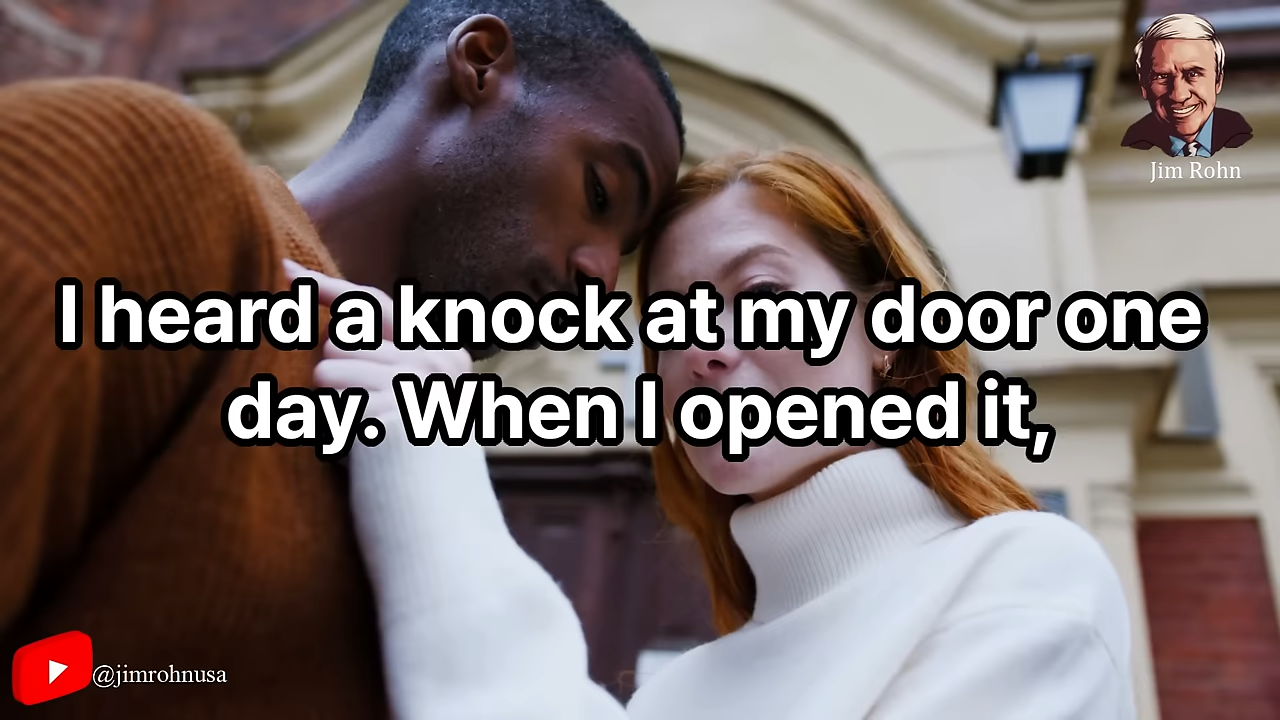 Jim Rohn
I heard a knock at my door one
day. When I opened it,
@jimrohnusa